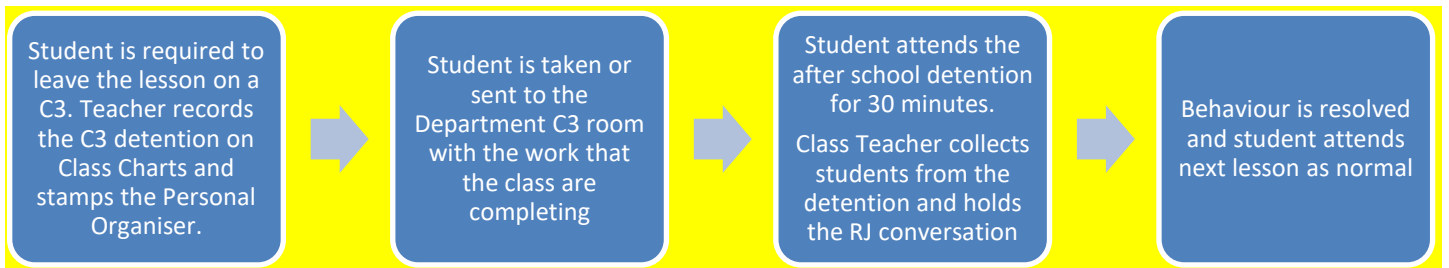 Student is required to
leave the lesson on a
C3. Teacher records
the C3 detention on
Class Charts and
stamps the Personal
Organiser.
Student is taken or
sent to the
Department C3 room
with the work that
the class are
completing
Student attends the
after school detention
for 30 minutes.
Class Teacher collects
students from the
detention and holds
the RJ conversation
Behaviour is resolved
and student attends
next lesson as normal